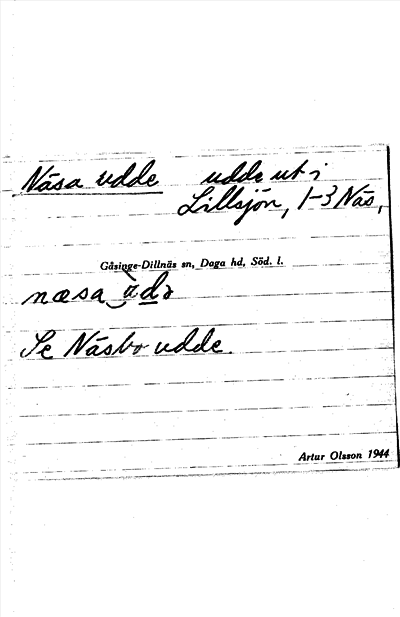 Näsa udde udde ut i
Lillsjön, 1-3 Näs,
Gåsinge-Dillnäs sn, Daga hd, Söd. l.
næsa
Se Näsbo udde.
Artur Olsson 1944